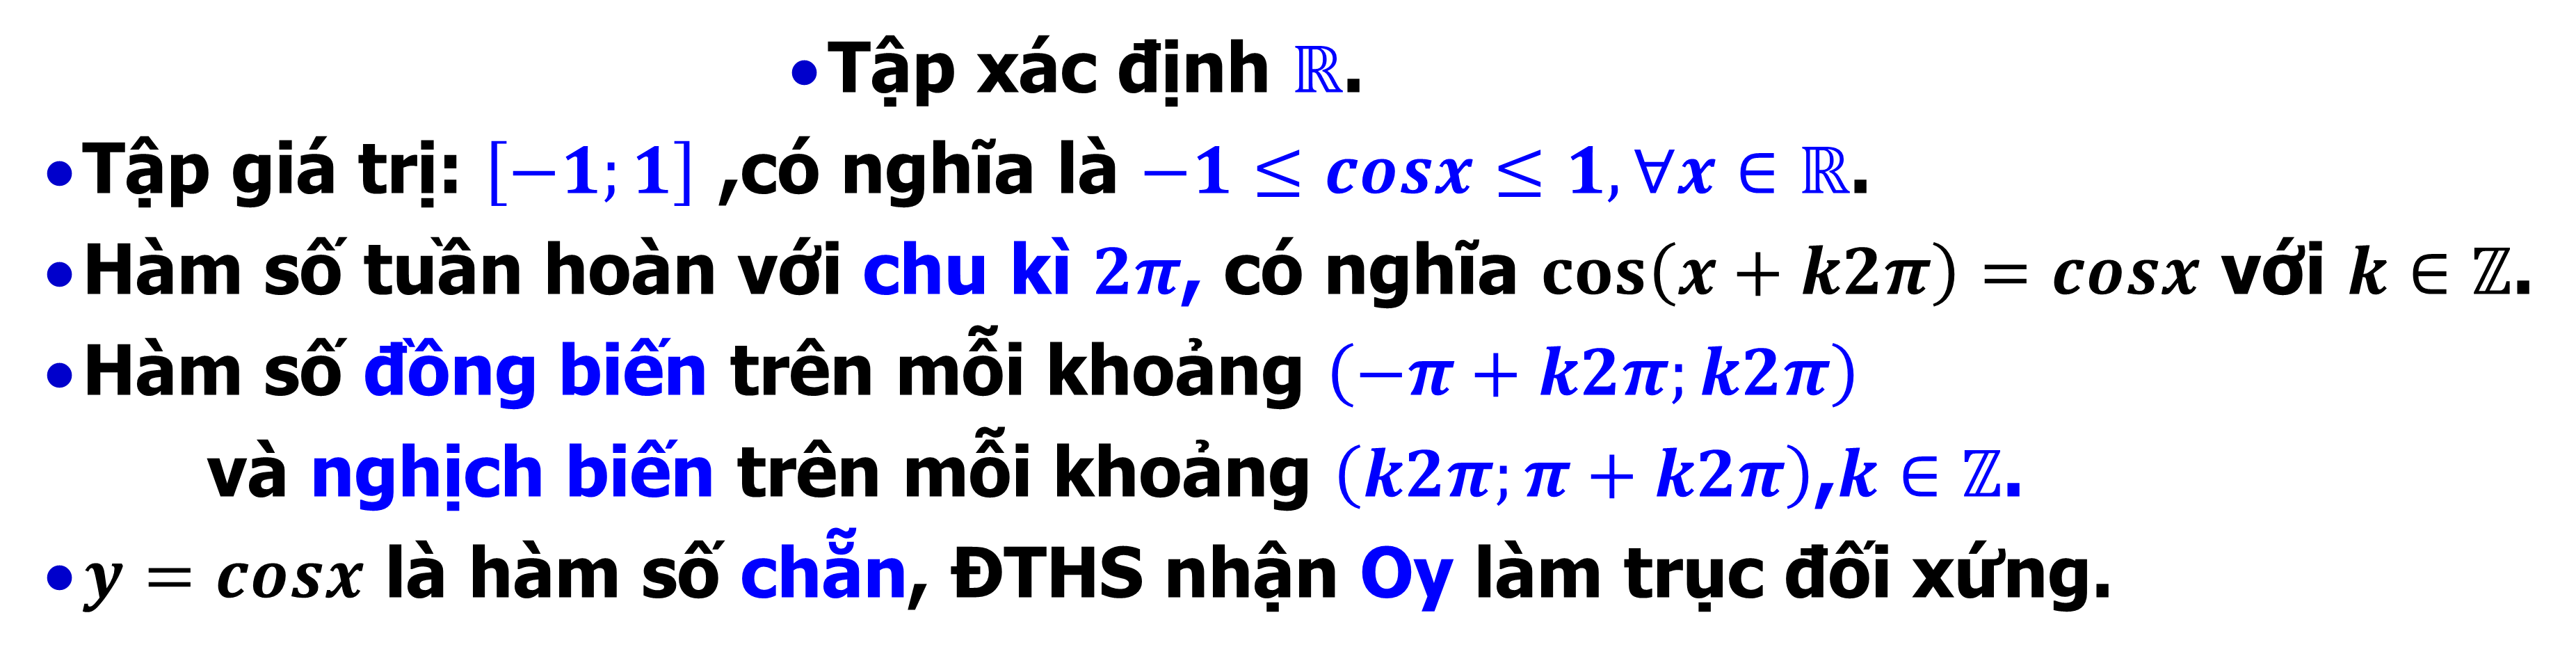 •Tập xác định ℝ.
•Tập giá trị: [−1; 1] ,có nghĩa là −1 ≤ cosx ≤ 1, ∀x ∈ ℝ.
•Hàm số tuần hoàn với chu kì 2π, có nghĩa cos(x + k2π) = cosx với k ∈ ℤ.
•Hàm số đồng biến trên mỗi khoảng (−π + k2π; k2π)
và nghịch biến trên mỗi khoảng (k2π; π + k2π),k ∈ ℤ.
•y = cosx là hàm số chẵn, ĐTHS nhận Oy làm trục đối xứng.